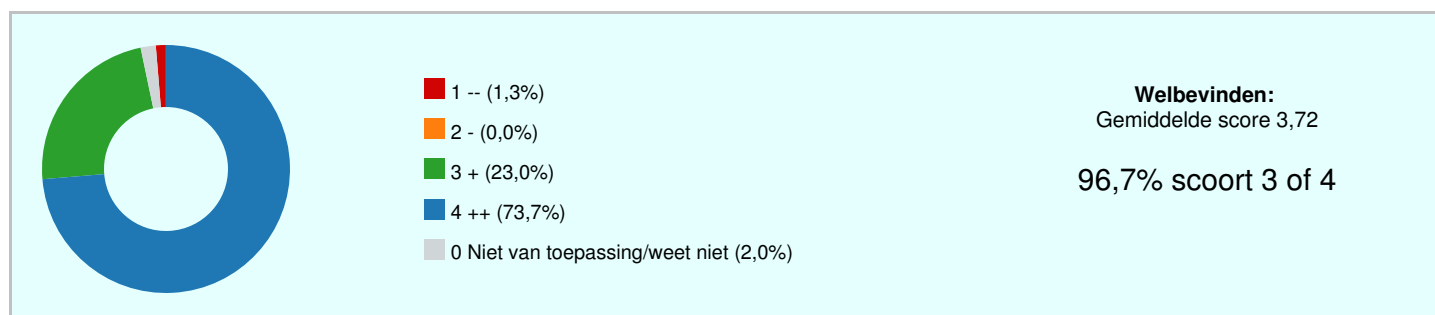 1 -- (1,3%)
2 - (0,0%)
3 + (23,0%)
4 ++ (73,7%)
0 Niet van toepassing/weet niet (2,0%)
Welbevinden:
Gemiddelde score 3,72
96,7% scoort 3 of 4